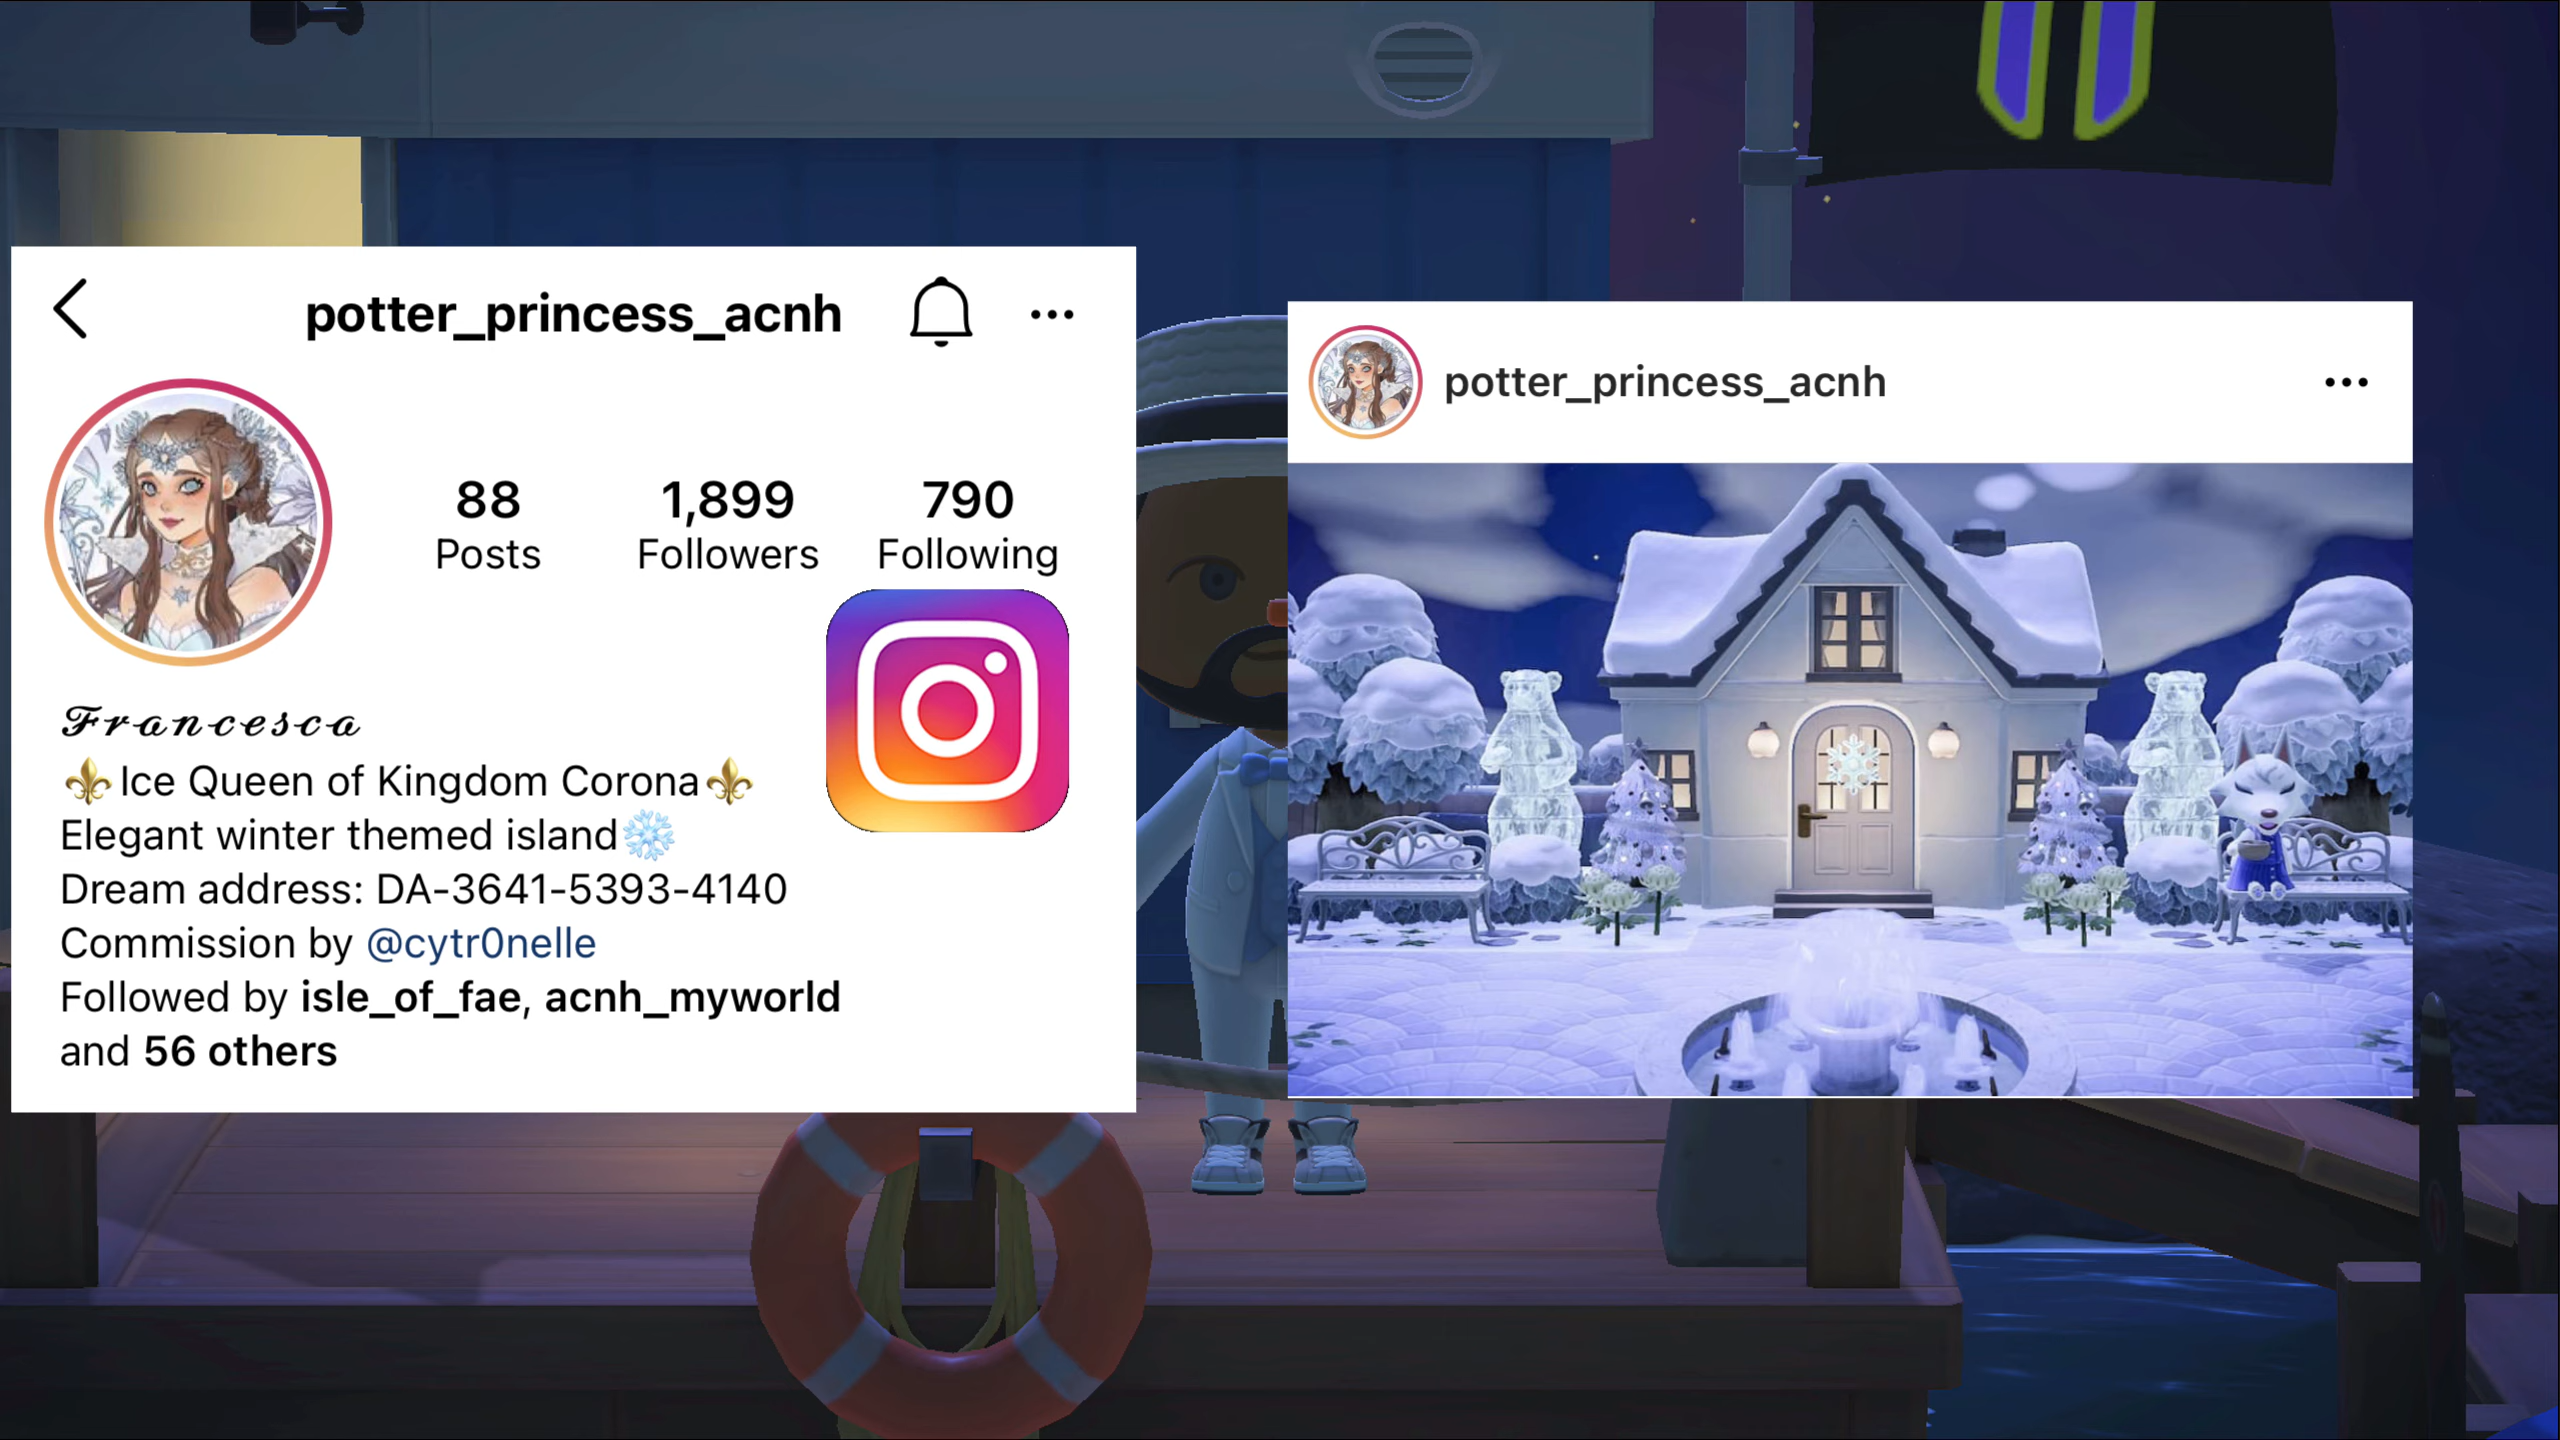 potter_princess_acnh
88 1,899 790
Posts Followers Following
𝓕𝓻𝓪𝓷𝓬𝓮𝓼𝓬𝓪
⚜️Ice Queen of Kingdom Corona⚜️
Elegant winter themed island❄️
Dream address: DA-3641-5393-4140
Commission by @cytr0nelle
Followed by isle_of_fae, acnh_myworld
and 56 others
potter_princess_acnh